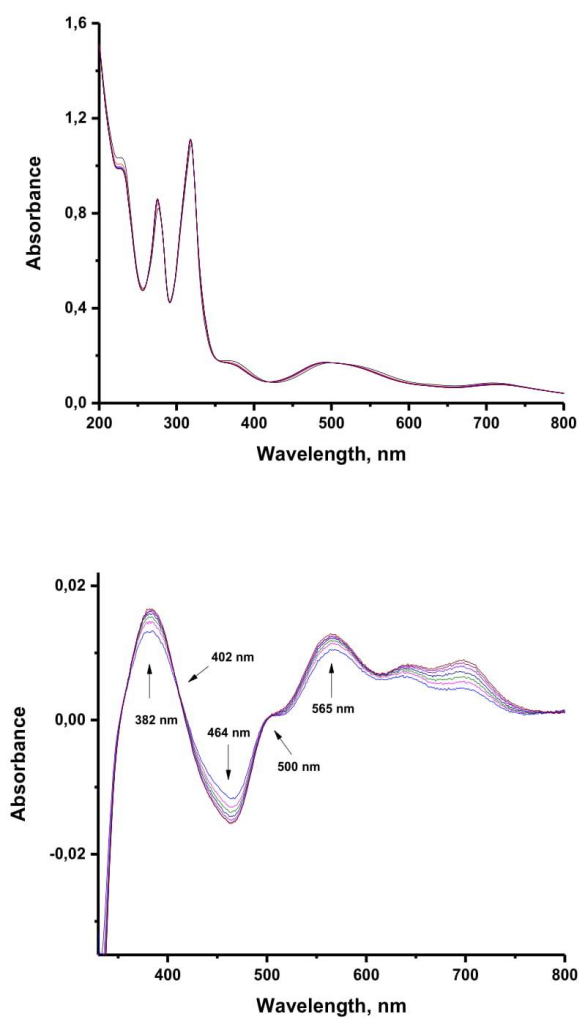 1,6
1,2
0,8
0,4
0,0
Absorbance
200 300 400 500 600 700 800
Wavelength, nm
0,02
0,00
-0,02
Absorbance
402 nm
382 nm
464 nm
565 nm
500 nm
400 500 600 700 800
Wavelength, nm